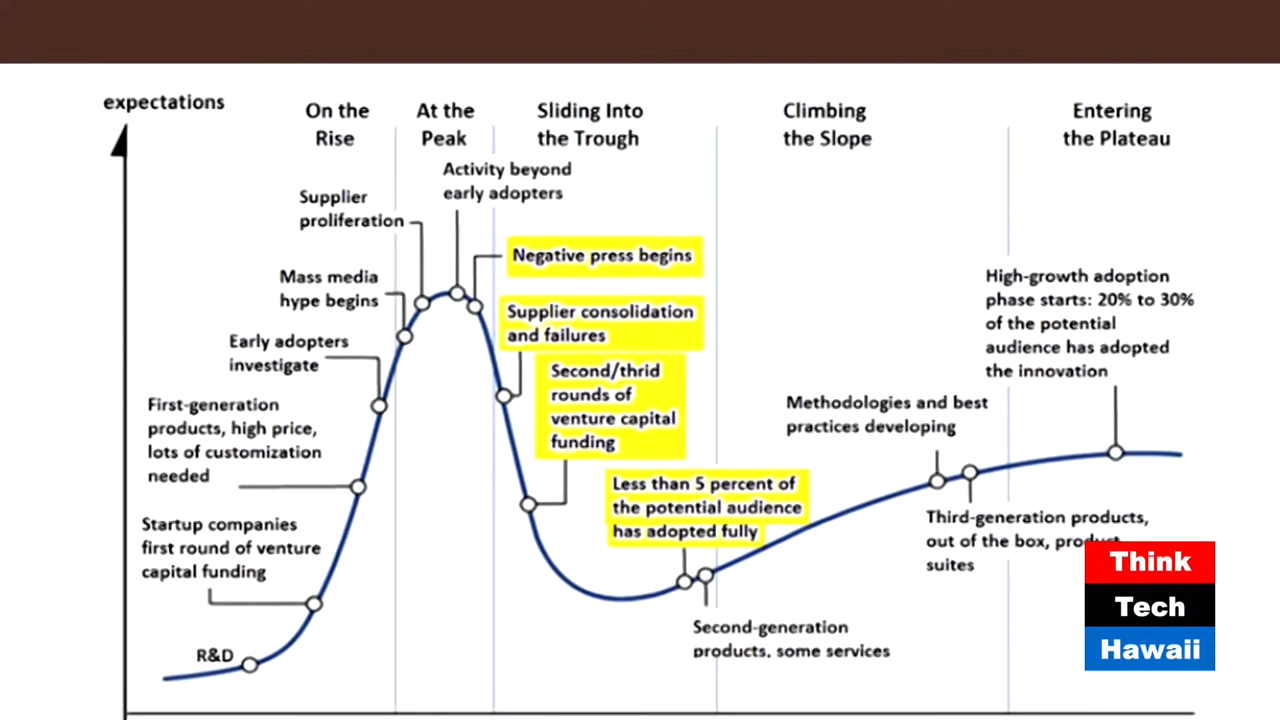 expectations
On the
Rise
At the
Peak
Sliding Into
the Trough
Climbing
the Slope
Entering
the Plateau
Activity beyond
early adopters
Supplier
proliferation
Negative press begins
Mass media
hype begins
Supplier consolidation
and failures
Early adopters
investigate
Second/thrid
rounds of
venture capital
funding
High-growth adoption
phase starts: 20% to 30%
of the potential
audience has adopted
the innovation
First-generation
products, high price,
lots of customization
needed
Methodologies and best
practices developing
Less than 5 percent of
the potential audience
has adopted fully
Startup companies
first round of venture
capital funding
Third-generation products,
out of the box, product
suites
R&D
Second-generation
products, some services
Think
Tech
Hawaii